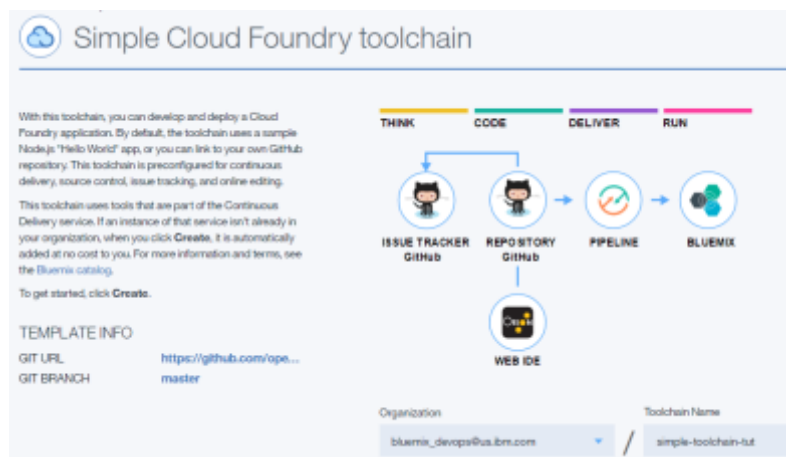 Simple Cloud Foundry toolchain
With this toolchain, you can develop and deploy a Cloud
Foundry application. By default, the toolchain uses a sample
Node.js "Hello World" app, or you can link to your own GitHub
repository. This toolchain is preconfigured for continuous
delivery, source control, issue tracking, and online editing.
This toolchain uses tools that are part of the Continuous
Delivery service. If an instance of that service isn't already in
your organization, when you click Create, it is automatically
added at no cost to you. For more information and terms, see
the Bluemix catalog.
To get started, click Create.
TEMPLATE INFO
GIT URL https://github.com/ope...
GIT BRANCH master
THINK CODE DELIVER RUN
ISSUE TRACKER REPOSITORY PIPELINE BLUEMIX
GitHub GitHub
Orion
WEB IDE
Organization Toolchain Name
bluemix_devops@us.ibm.com / simple-toolchain-tut